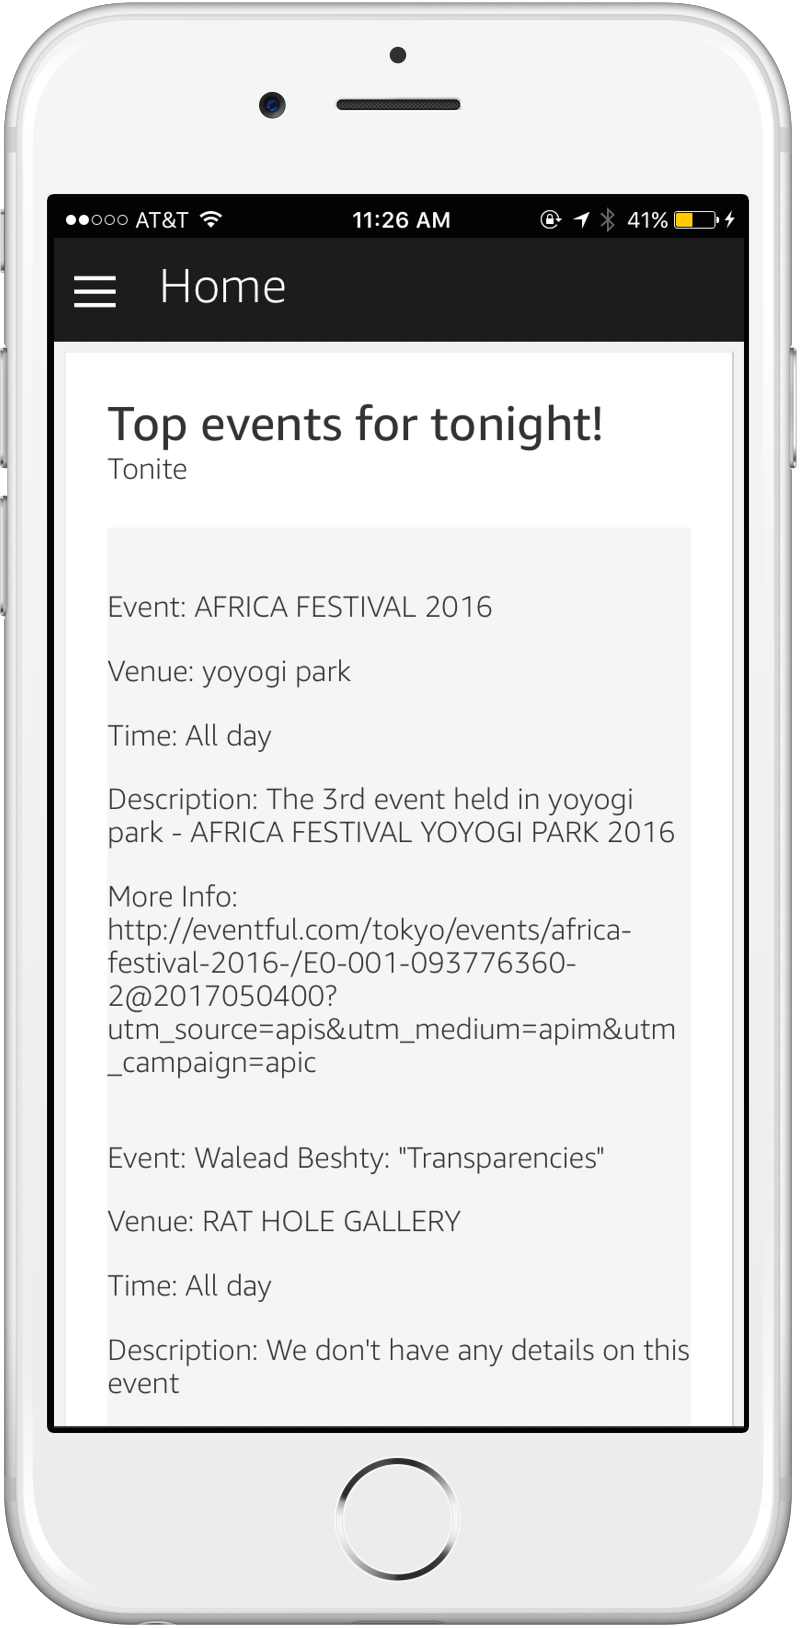 AT&T 11:26 AM 41%
Home
Top events for tonight!
Tonite
Event: AFRICA FESTIVAL 2016
Venue: yoyogi park
Time: All day
Description: The 3rd event held in yoyogi
park - AFRICA FESTIVAL YOYOGI PARK 2016
More Info:
http://eventful.com/tokyo/events/africa-
festival-2016-/E0-001-093776360-
2@2017050400?
utm_source=apis&utm_medium=apim&utm
_campaign=apic
Event: Walead Beshty: "Transparencies"
Venue: RAT HOLE GALLERY
Time: All day
Description: We don't have any details on this
event